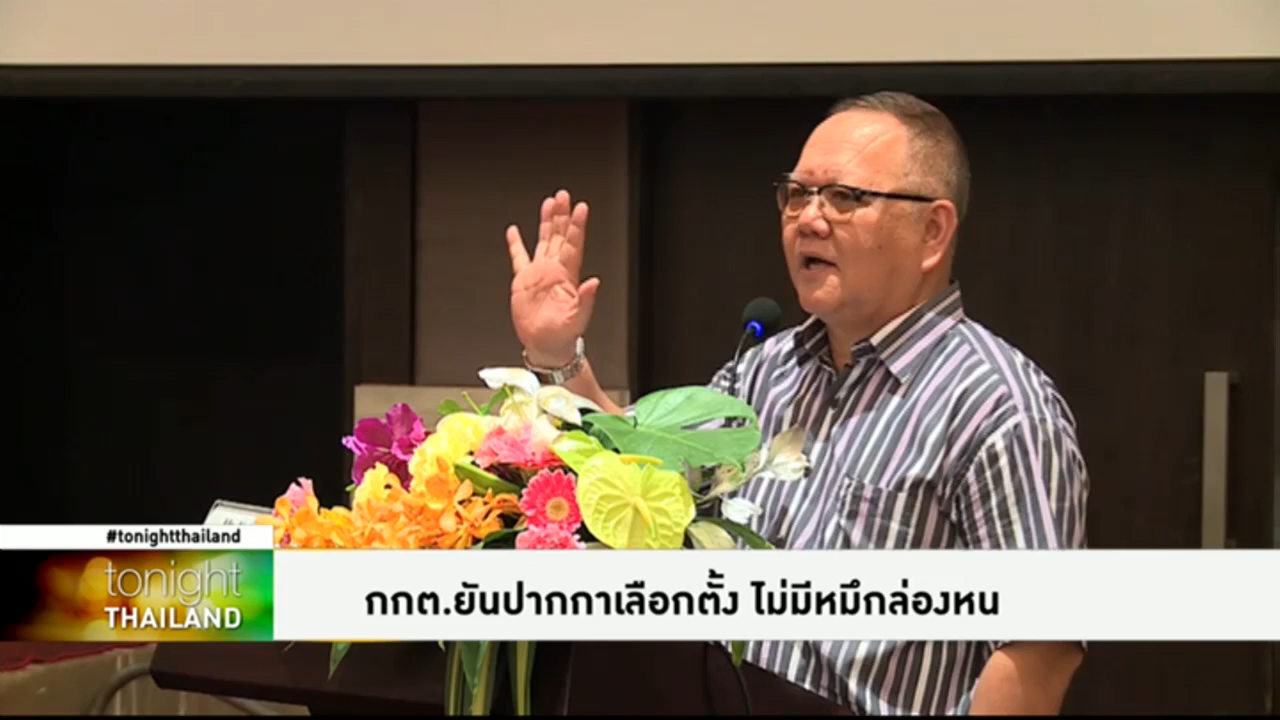 #tonightthailand
tonight
THAILAND
กกต.ยันปากกาเลือกตั้ง ไม่มีหมึกล่องหน